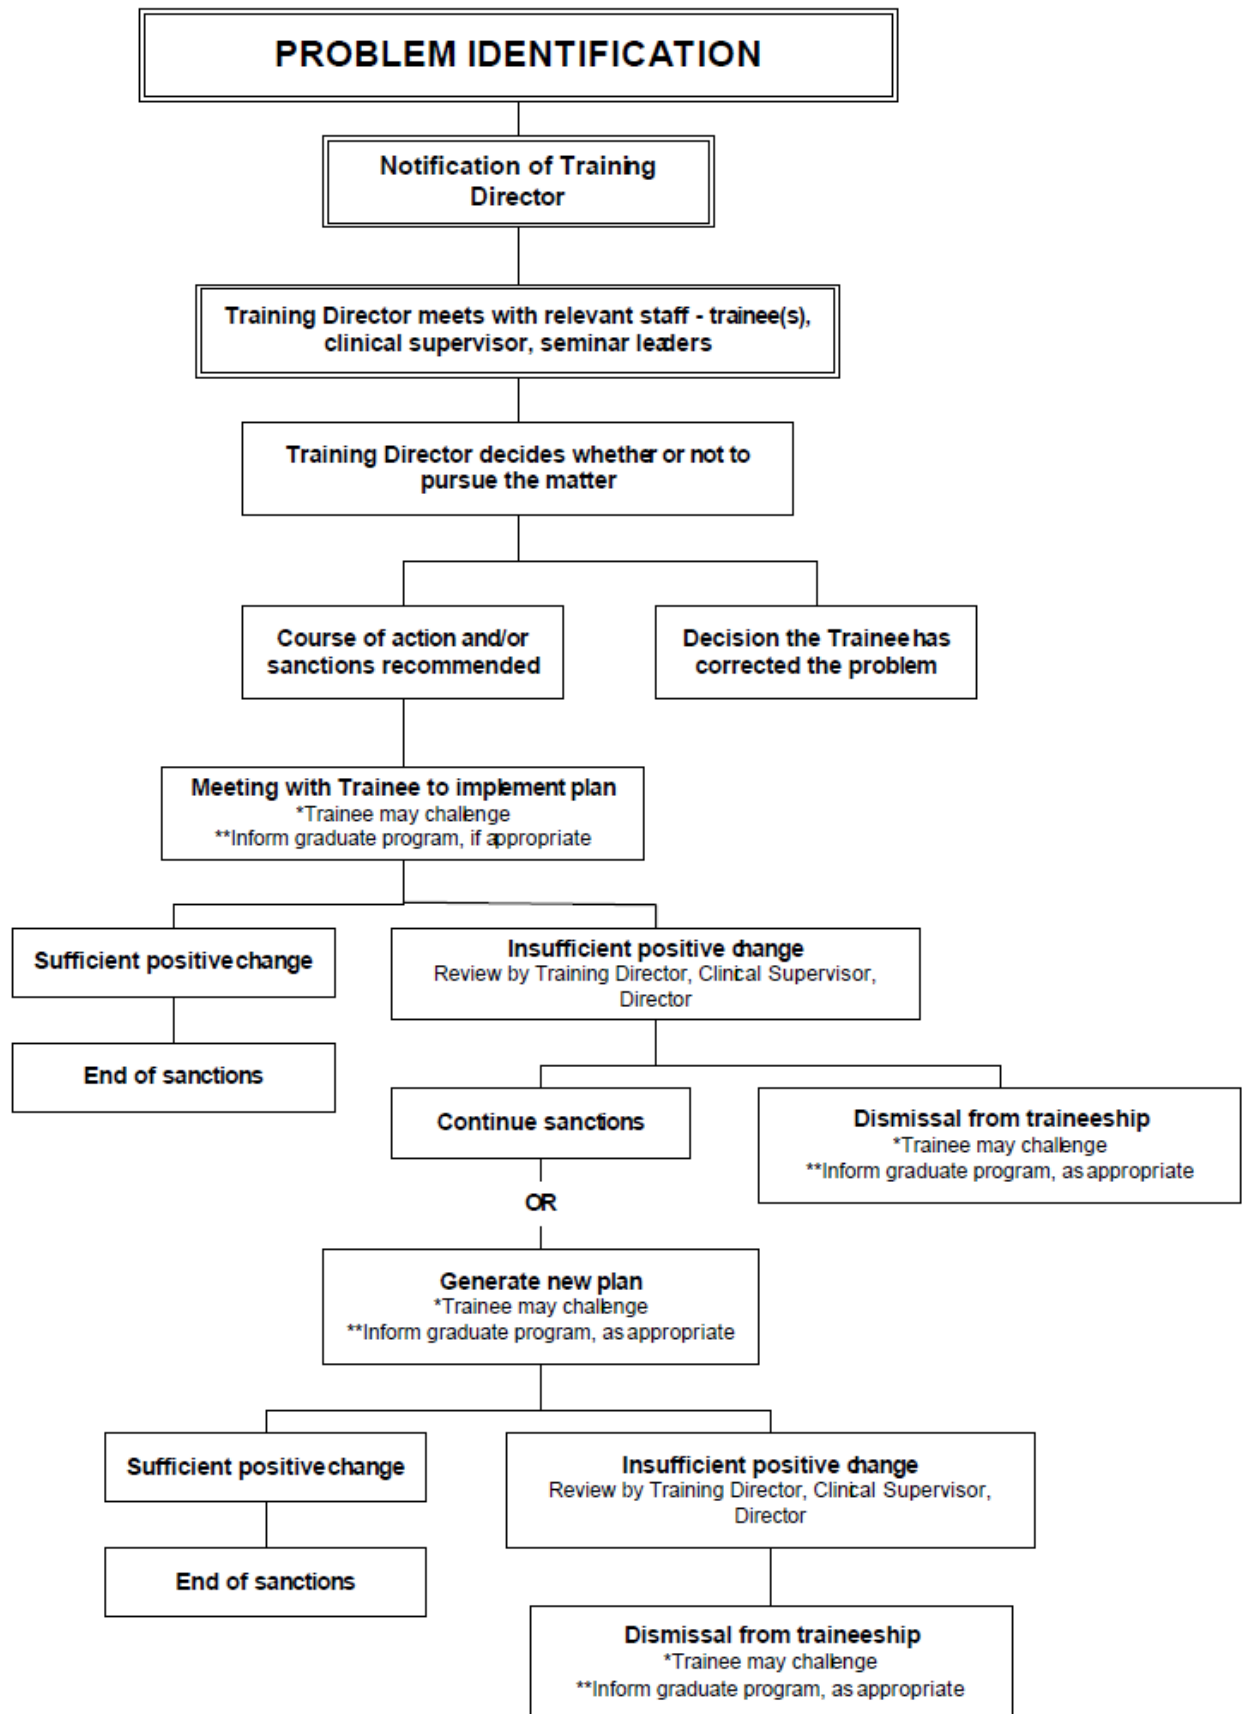 PROBLEM IDENTIFICATION
Notification of Training
Director
Training Director meets with relevant staff - trainee(s),
clinical supervisor, seminar leaders
Training Director decides whether or not to
pursue the matter
Course of action and/or
sanctions recommended
Decision the Trainee has
corrected the problem
Meeting with Trainee to implement plan
*Trainee may challenge
**Inform graduate program, if appropriate
Sufficient positive change
Insufficient positive change
Review by Training Director, Clinical Supervisor,
Director
End of sanctions
Continue sanctions
Dismissal from traineeship
*Trainee may challenge
**Inform graduate program, as appropriate
OR
Generate new plan
*Trainee may challenge
**Inform graduate program, as appropriate
Sufficient positive change
Insufficient positive change
Review by Training Director, Clinical Supervisor,
Director
End of sanctions
Dismissal from traineeship
*Trainee may challenge
**Inform graduate program, as appropriate